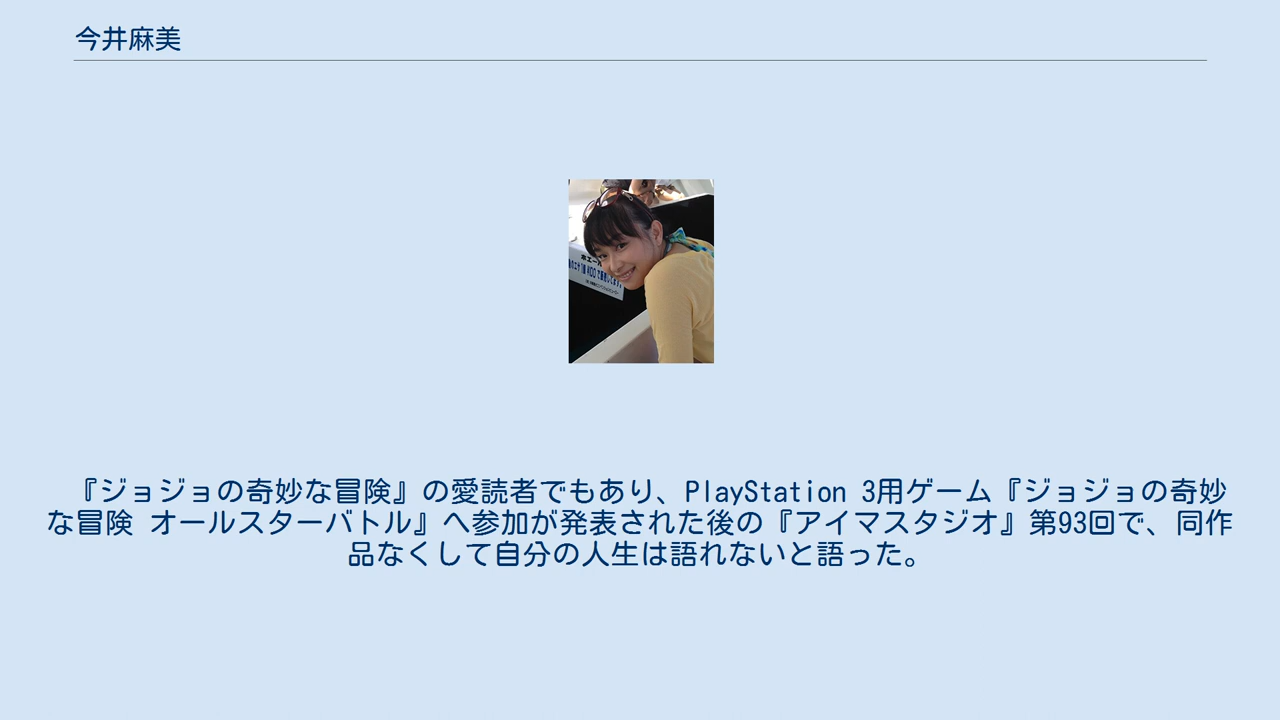 今井麻美
『ジョジョの奇妙な冒険』の愛読者でもあり、PlayStation 3用ゲーム『ジョジョの奇妙
な冒険 オールスターバトル』へ参加が発表された後の『アイマスタジオ』第93回で、同作
品なくして自分の人生は語れないと語った。